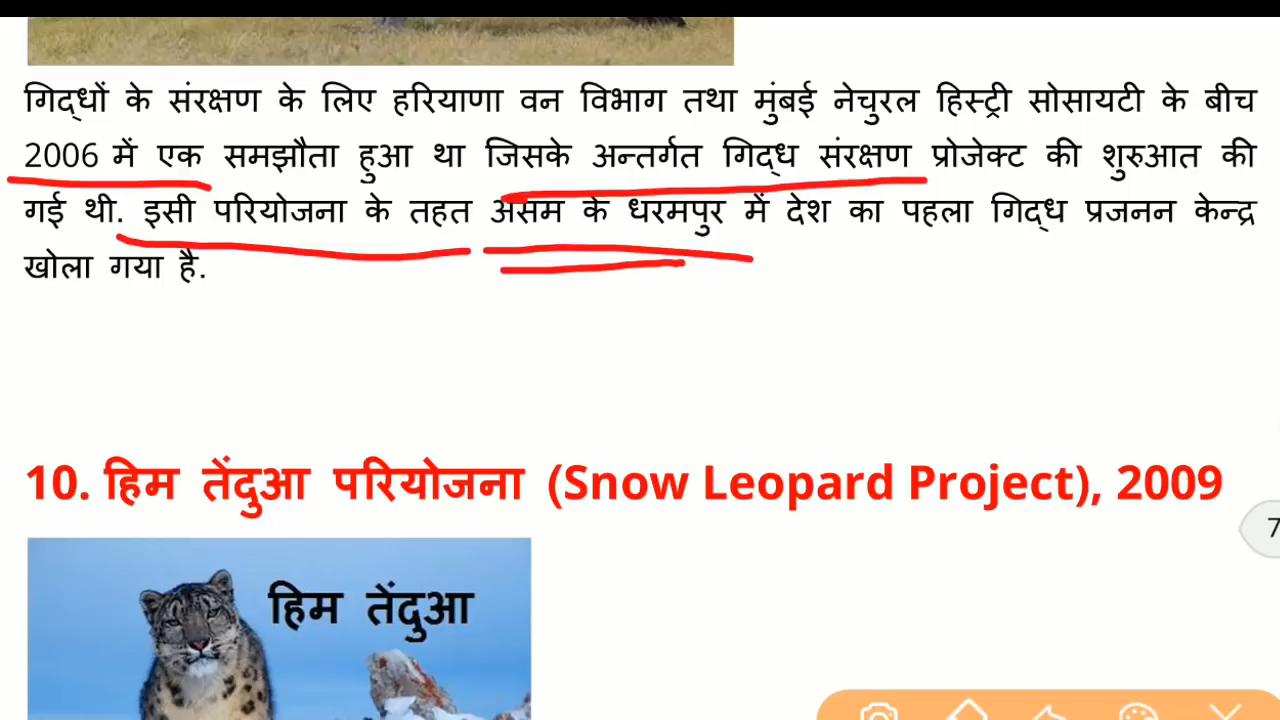 गिद्धों के संरक्षण के लिए हरियाणा वन विभाग तथा मुंबई नेचुरल हिस्ट्री सोसायटी के बीच
2006 में एक समझौता हुआ था जिसके अन्तर्गत गिद्ध संरक्षण प्रोजेक्ट की शुरुआत की
गई थी. इसी परियोजना के तहत असम के धरमपुर में देश का पहला गिद्ध प्रजनन केन्द्र
खोला गया है.
10. हिम तेंदुआ परियोजना (Snow Leopard Project), 2009
7
हिम तेंदुआ